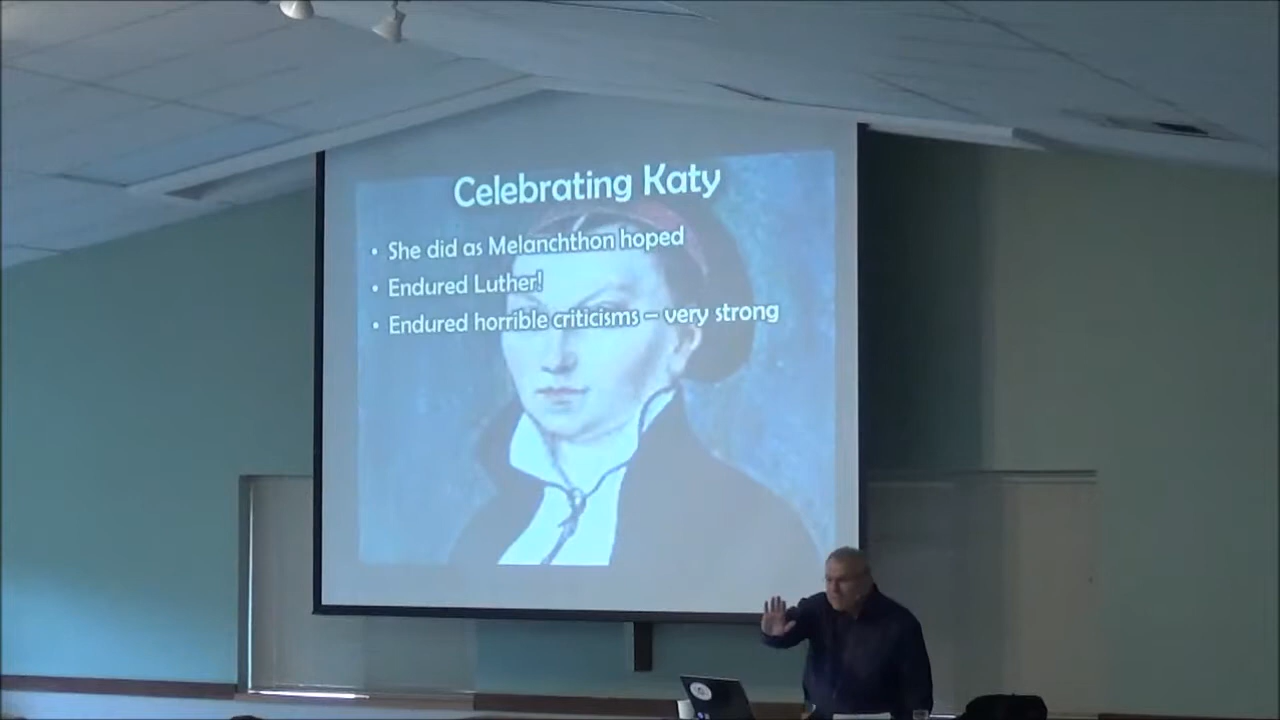 Celebrating Katy
• She did as Melanchthon hoped
• Endured Luther!
• Endured horrible criticisms – very strong